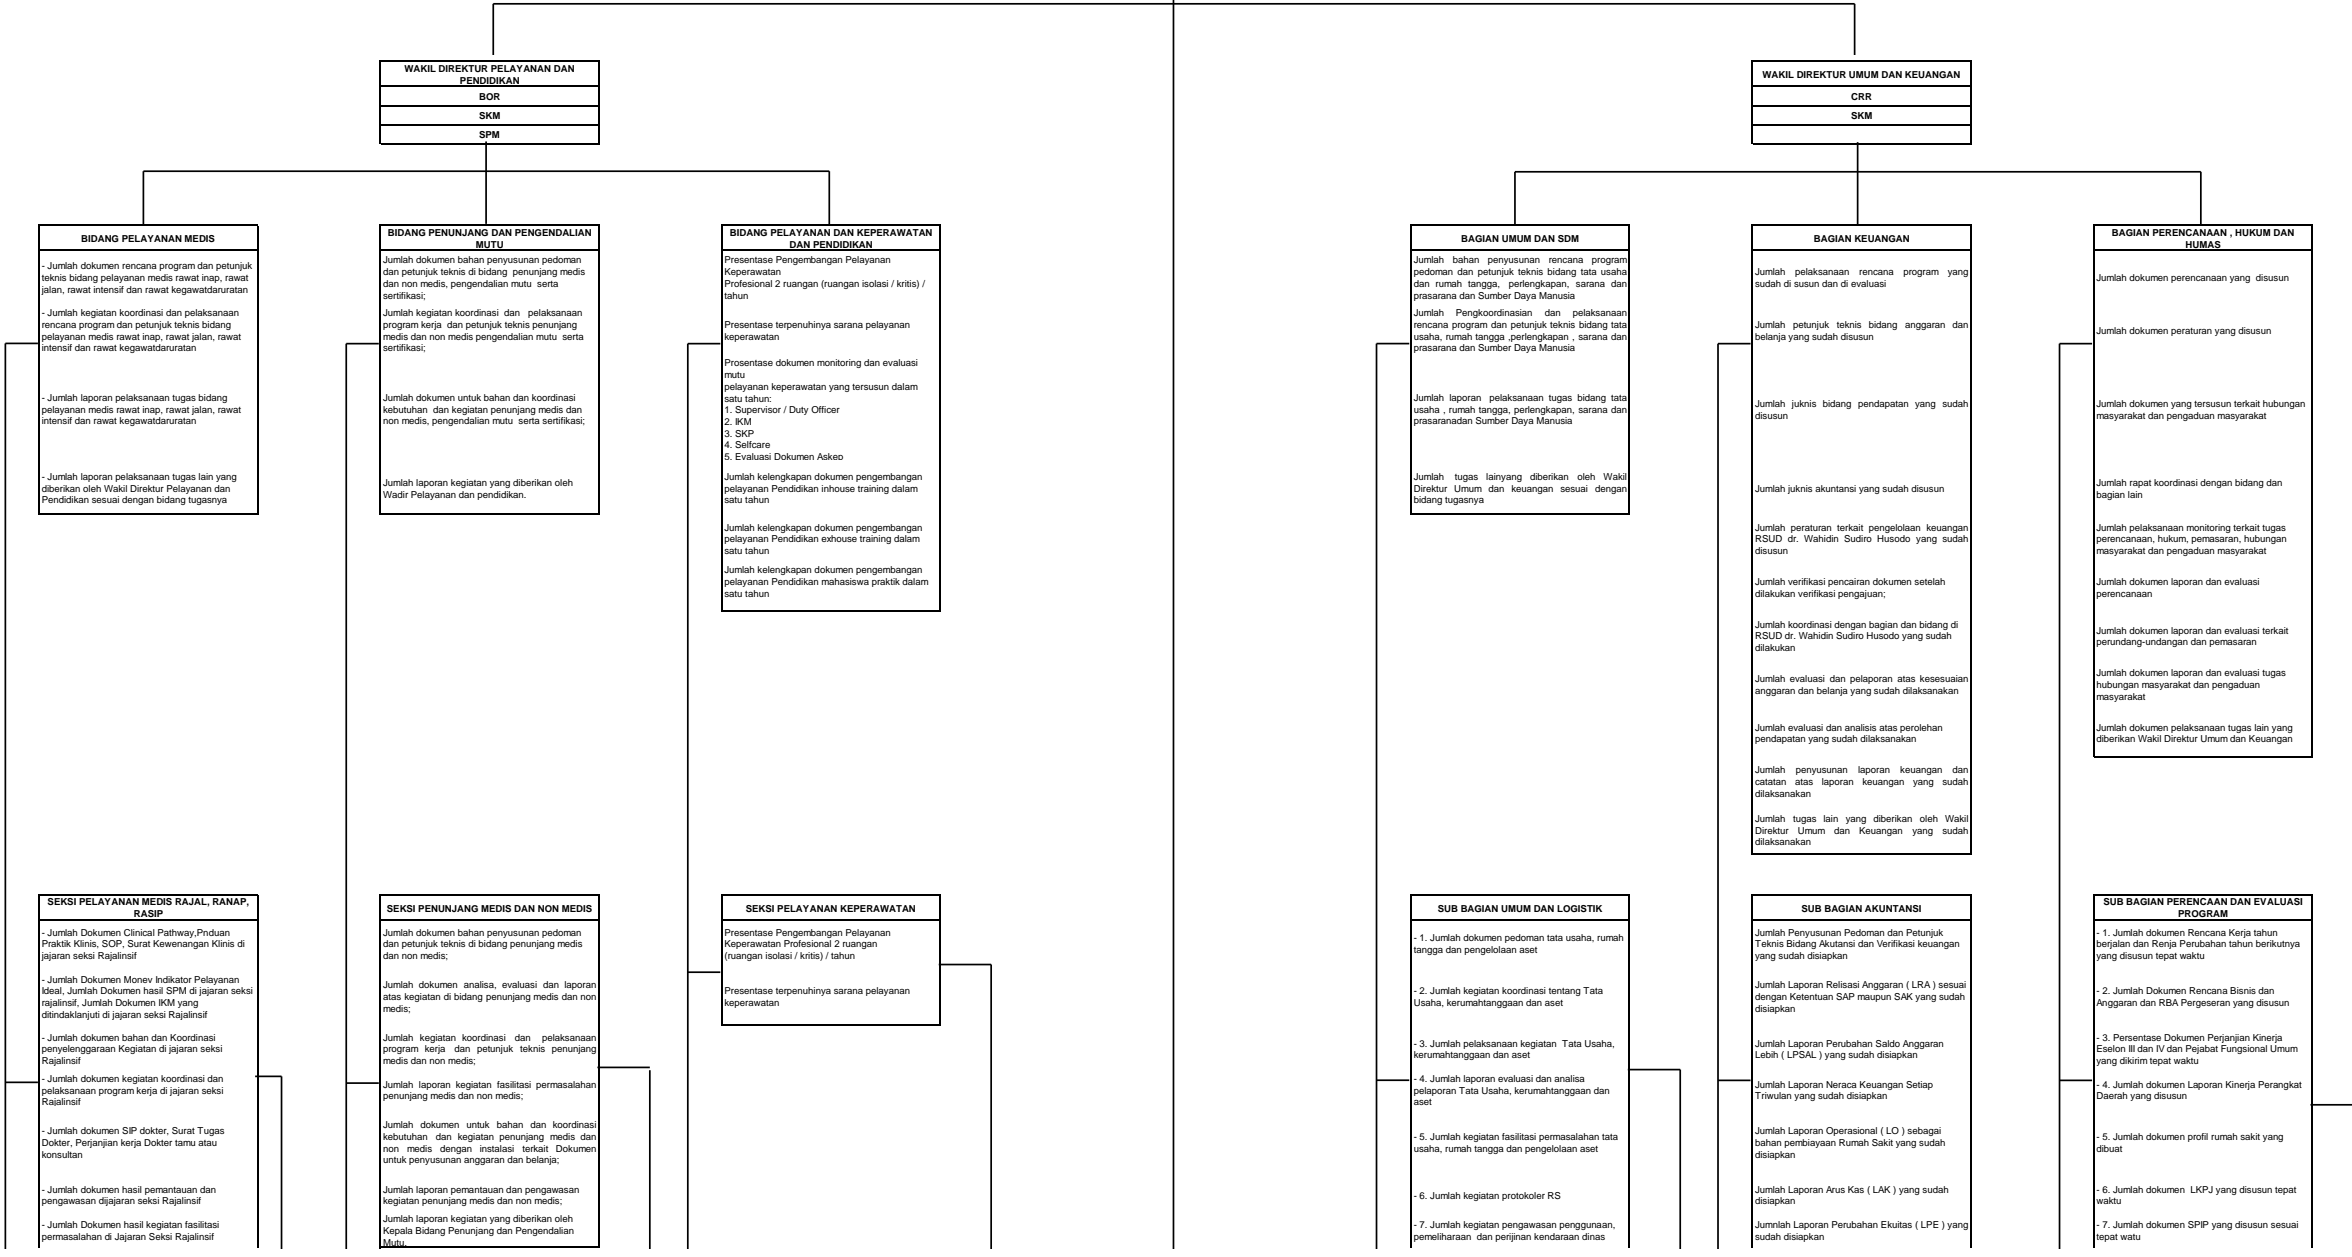 WAKIL DIREKTUR PELAYANAN DAN
PENDIDIKAN
BOR
SKM
SPM
WAKIL DIREKTUR UMUM DAN KEUANGAN
CRR
SKM
BIDANG PELAYANAN MEDIS
- Jumlah dokumen rencana program dan petunjuk
teknis bidang pelayanan medis rawat inap, rawat
jalan, rawat intensif dan rawat kegawatdaruratan
- Jumlah kegiatan koordinasi dan pelaksanaan
rencana program dan petunjuk teknis bidang
pelayanan medis rawat inap, rawat jalan, rawat
intensif dan rawat kegawatdaruratan
- Jumlah laporan pelaksanaan tugas bidang
pelayanan medis rawat inap, rawat jalan, rawat
intensif dan rawat kegawatdaruratan
- Jumlah laporan pelaksanaan tugas lain yang
diberikan oleh Wakil Direktur Pelayanan dan
Pendidikan sesuai dengan bidang tugasnya
BIDANG PENUNJANG DAN PENGENDALIAN
MUTU
Jumlah dokumen bahan penyusunan pedoman
dan petunjuk teknis di bidang penunjang medis
dan non medis, pengendalian mutu serta
sertifikasi;
Jumlah kegiatan koordinasi dan pelaksanaan
program kerja dan petunjuk teknis penunjang
medis dan non medis pengendalian mutu serta
sertifikasi;
Jumlah dokumen untuk bahan dan koordinasi
kebutuhan dan kegiatan penunjang medis dan
non medis, pengendalian mutu serta sertifikasi;
Jumlah laporan kegiatan yang diberikan oleh
Wadir Pelayanan dan pendidikan.
BIDANG PELAYANAN DAN KEPERAWATAN
DAN PENDIDIKAN
Presentase Pengembangan Pelayanan
Keperawatan
Profesional 2 ruangan (ruangan isolasi / kritis) /
tahun
Presentase terpenuhinya sarana pelayanan
keperawatan
Prosentase dokumen monitoring dan evaluasi
mutu
pelayanan keperawatan yang tersusun dalam
satu tahun:
1. Supervisor / Duty Officer
2. IKM
3. SKP
4. Selfcare
5. Evaluasi Dokumen Askep
Jumlah kelengkapan dokumen pengembangan
pelayanan Pendidikan inhouse training dalam
satu tahun
Jumlah kelengkapan dokumen pengembangan
pelayanan Pendidikan exhouse training dalam
satu tahun
Jumlah kelengkapan dokumen pengembangan
pelayanan Pendidikan mahasiswa praktik dalam
satu tahun
BAGIAN UMUM DAN SDM
Jumlah bahan penyusunan rencana program
pedoman dan petunjuk teknis bidang tata usaha
dan rumah tangga, perlengkapan, sarana dan
prasarana dan Sumber Daya Manusia
Jumlah Pengkoordinasian dan pelaksanaan
rencana program dan petunjuk teknis bidang tata
usaha, rumah tangga ,perlengkapan , sarana dan
prasarana dan Sumber Daya Manusia
Jumlah laporan pelaksanaan tugas bidang tata
usaha , rumah tangga, perlengkapan, sarana dan
prasaranadan Sumber Daya Manusia
Jumlah tugas lainyang diberikan oleh Wakil
Direktur Umum dan keuangan sesuai dengan
bidang tugasnya
BAGIAN KEUANGAN
Jumlah pelaksanaan rencana program yang
sudah di susun dan di evaluasi
Jumlah petunjuk teknis bidang anggaran dan
belanja yang sudah disusun
Jumlah juknis bidang pendapatan yang sudah
disusun
Jumlah juknis akuntansi yang sudah disusun
Jumlah peraturan terkait pengelolaan keuangan
RSUD dr. Wahidin Sudiro Husodo yang sudah
disusun
Jumlah verifikasi pencairan dokumen setelah
dilakukan verifikasi pengajuan;
Jumlah koordinasi dengan bagian dan bidang di
RSUD dr. Wahidin Sudiro Husodo yang sudah
dilakukan
Jumlah evaluasi dan pelaporan atas kesesuaian
anggaran dan belanja yang sudah dilaksanakan
Jumlah evaluasi dan analisis atas perolehan
pendapatan yang sudah dilaksanakan
Jumlah penyusunan laporan keuangan dan
catatan atas laporan keuangan yang sudah
dilaksanakan
Jumlah tugas lain yang diberikan oleh Wakil
Direktur Umum dan Keuangan yang sudah
dilaksanakan
BAGIAN PERENCANAAN , HUKUM DAN
HUMAS
Jumlah dokumen perencanaan yang disusun
Jumlah dokumen peraturan yang disusun
Jumlah dokumen yang tersusun terkait hubungan
masyarakat dan pengaduan masyarakat
Jumlah rapat koordinasi dengan bidang dan
bagian lain
Jumlah pelaksanaan monitoring terkait tugas
perencanaan, hukum, pemasaran, hubungan
masyarakat dan pengaduan masyarakat
Jumlah dokumen laporan dan evaluasi
perencanaan
Jumlah dokumen laporan dan evaluasi terkait
perundang-undangan dan pemasaran
Jumlah dokumen laporan dan evaluasi tugas
hubungan masyarakat dan pengaduan
masyarakat
Jumlah dokumen pelaksanaan tugas lain yang
diberikan Wakil Direktur Umum dan Keuangan
SEKSI PELAYANAN MEDIS RAJAL, RANAP,
RASIP
- Jumlah Dokumen Clinical Pathway,Pnduan
Praktik Klinis, SOP, Surat Kewenangan Klinis di
jajaran seksi Rajalinsif
- Jumlah Dokumen Monev Indikator Pelayanan
Ideal, Jumlah Dokumen hasil SPM di jajaran seksi
rajalinsif, Jumlah Dokumen IKM yang
ditindaklanjuti di jajaran seksi Rajalinsif
- Jumlah dokumen bahan dan Koordinasi
penyelenggaraan Kegiatan di jajaran seksi
Rajalinsif
- Jumlah dokumen kegiatan koordinasi dan
pelaksanaan program kerja di jajaran seksi
Rajalinsif
- Jumlah dokumen SIP dokter, Surat Tugas
Dokter, Perjanjian kerja Dokter tamu atau
konsultan
- Jumlah dokumen hasil pemantauan dan
pengawasan dijajaran seksi Rajalinsif
- Jumlah Dokumen hasil kegiatan fasilitasi
permasalahan di Jajaran Seksi Rajalinsif
SEKSI PENUNJANG MEDIS DAN NON MEDIS
Jumlah dokumen bahan penyusunan pedoman
dan petunjuk teknis di bidang penunjang medis
dan non medis;
Jumlah dokumen analisa, evaluasi dan laporan
atas kegiatan di bidang penunjang medis dan non
medis;
Jumlah kegiatan koordinasi dan pelaksanaan
program kerja dan petunjuk teknis penunjang
medis dan non medis;
Jumlah laporan kegiatan fasilitasi permasalahan
penunjang medis dan non medis;
Jumlah dokumen untuk bahan dan koordinasi
kebutuhan dan kegiatan penunjang medis dan
non medis dengan instalasi terkait Dokumen
untuk penyusunan anggaran dan belanja;
Jumlah laporan pemantauan dan pengawasan
kegiatan penunjang medis dan non medis;
Jumlah laporan kegiatan yang diberikan oleh
Kepala Bidang Penunjang dan Pengendalian
Mutu.
SEKSI PELAYANAN KEPERAWATAN
Presentase Pengembangan Pelayanan
Keperawatan Profesional 2 ruangan
(ruangan isolasi / kritis) / tahun
Presentase terpenuhinya sarana pelayanan
keperawatan
SUB BAGIAN UMUM DAN LOGISTIK
- 1. Jumlah dokumen pedoman tata usaha, rumah
tangga dan pengelolaan aset
- 2. Jumlah kegiatan koordinasi tentang Tata
Usaha, kerumahtanggaan dan aset
- 3. Jumlah pelaksanaan kegiatan Tata Usaha,
kerumahtanggaan dan aset
- 4. Jumlah laporan evaluasi dan analisa
pelaporan Tata Usaha, kerumahtanggaan dan
aset
- 5. Jumlah kegiatan fasilitasi permasalahan tata
usaha, rumah tangga dan pengelolaan aset
- 6. Jumlah kegiatan protokoler RS
- 7. Jumlah kegiatan pengawasan penggunaan,
pemeliharaan dan perijinan kendaraan dinas
SUB BAGIAN AKUNTANSI
Jumlah Penyusunan Pedoman dan Petunjuk
Teknis Bidang Akutansi dan Verifikasi keuangan
yang sudah disiapkan
Jumlah Laporan Relisasi Anggaran ( LRA ) sesuai
dengan Ketentuan SAP maupun SAK yang sudah
disiapkan
Jumlah Laporan Perubahan Saldo Anggaran
Lebih ( LPSAL ) yang sudah disiapkan
Jumlah Laporan Neraca Keuangan Setiap
Triwulan yang sudah disiapkan
Jumlah Laporan Operasional ( LO ) sebagai
bahan pembiayaan Rumah Sakit yang sudah
disiapkan
Jumlah Laporan Arus Kas ( LAK ) yang sudah
disiapkan
Jumnlah Laporan Perubahan Ekuitas ( LPE ) yang
sudah disiapkan
SUB BAGIAN PERENCAAN DAN EVALUASI
PROGRAM
- 1. Jumlah dokumen Rencana Kerja tahun
berjalan dan Renja Perubahan tahun berikutnya
yang disusun tepat waktu
- 2. Jumlah Dokumen Rencana Bisnis dan
Anggaran dan RBA Pergeseran yang disusun
- 3. Persentase Dokumen Perjanjian Kinerja
Eselon III dan IV dan Pejabat Fungsional Umum
yang dikirim tepat waktu
- 4. Jumlah dokumen Laporan Kinerja Perangkat
Daerah yang disusun
- 5. Jumlah dokumen profil rumah sakit yang
dibuat
- 6. Jumlah dokumen LKPJ yang disusun tepat
waktu
- 7. Jumlah dokumen SPIP yang disusun sesuai
tepat watu